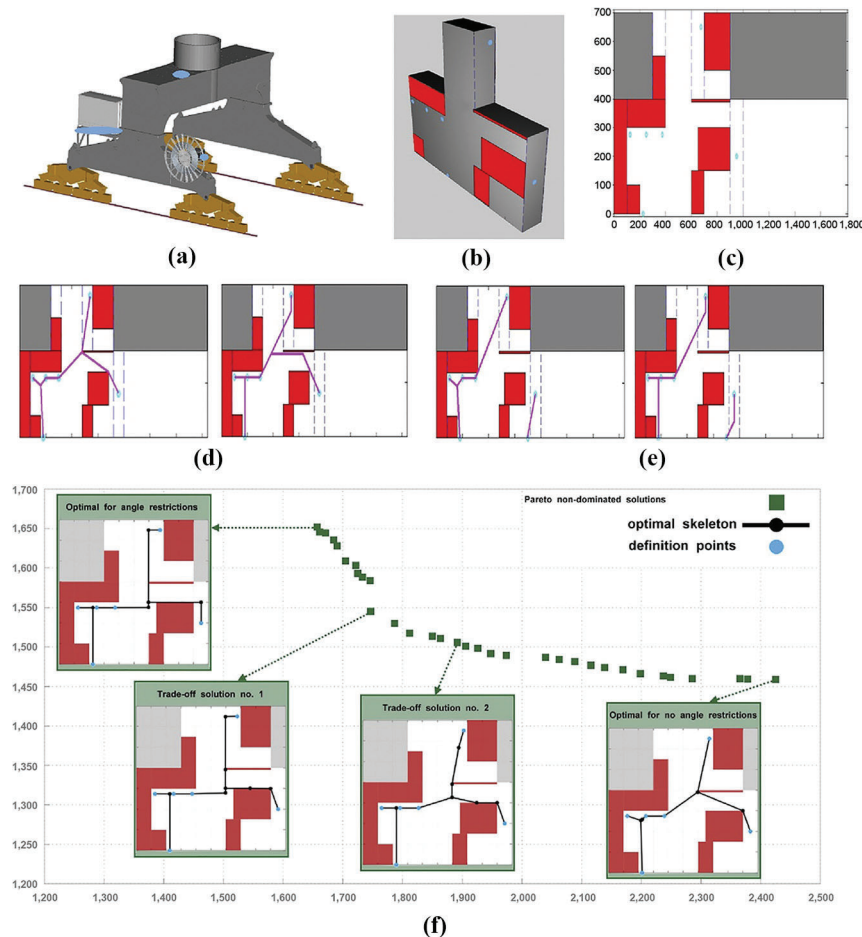 700
600
500
400
300
200
100
0
0 200 400 600 800 1,000 1,200 1,400 1,600 1,800
(a)
(b)
(c)
(d)
(e)
1,700
1,650
1,600
1,550
1,500
1,450
1,400
1,350
1,300
1,250
1,200
Optimal for angle restrictions
Pareto non-dominated solutions
optimal skeleton
definition points
Trade-off solution no. 1
Trade-off solution no. 2
Optimal for no angle restrictions
1,200 1,300 1,400 1,500 1,600 1,700 1,800 1,900 2,000 2,100 2,200 2,300 2,400 2,500
(f)